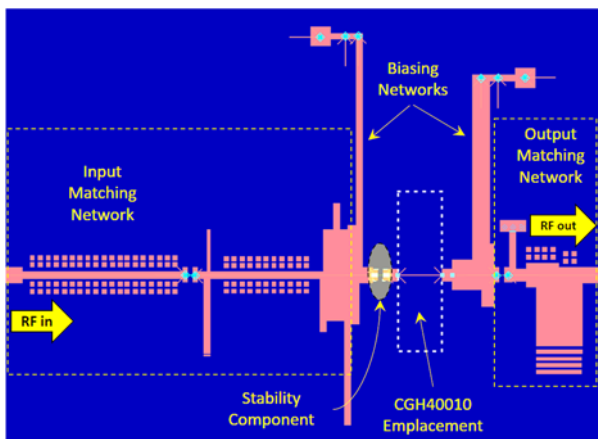 Biasing
Networks
Output
Matching
Network
Input
Matching
Network
RF out
RF in
Stability
Component
CGH40010
Emplacement